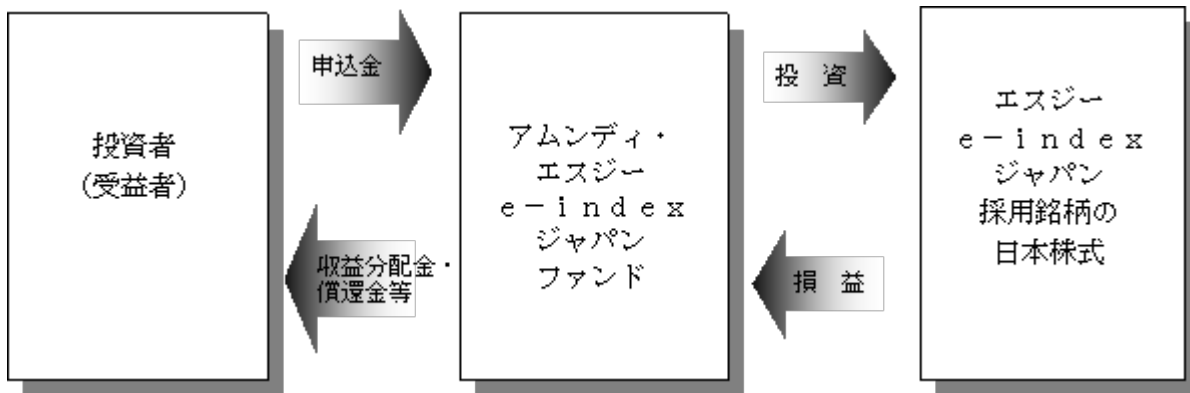 投資者
(受益者)
申込金
収益分配金・
償還金等
アムンディ・
エスジー
e－index
ジャパン
ファンド
投　資
損　益
エスジー
e－index
ジャパン
採用銘柄の
日本株式